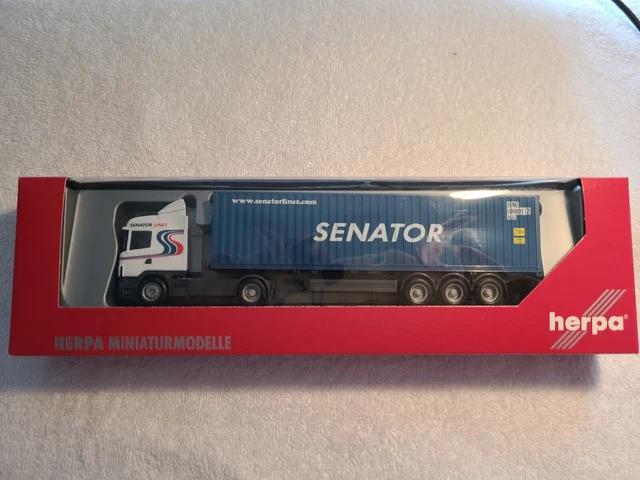 www.senatorlines.com
SENATOR
SENATOR LINES
herpa
HERPA MINIATURMODELLE